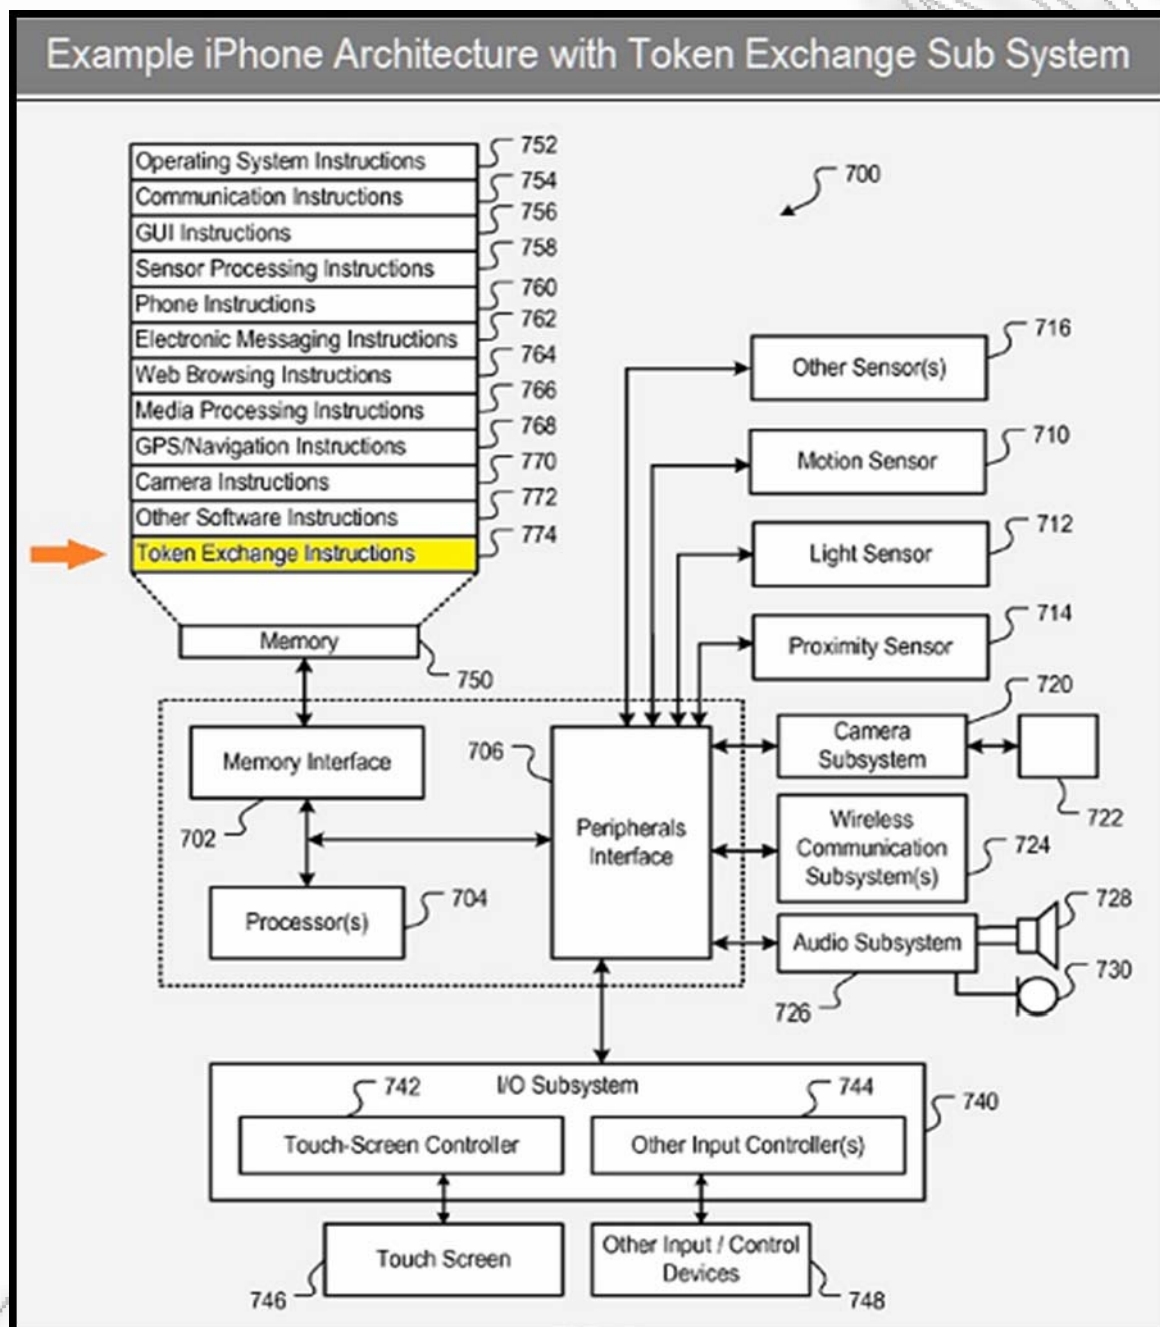 Example iPhone Architecture with Token Exchange Sub System
752
Operating System Instructions
754
Communication Instructions
700
756
GUI Instructions
758
Sensor Processing Instructions
760
Phone Instructions
762
Electronic Messaging Instructions
716
764
Other Sensor(s)
Web Browsing Instructions
766
Media Processing Instructions
768
GPS/Navigation Instructions
710
Motion Sensor
770
Camera Instructions
772
Other Software Instructions
774
Token Exchange Instructions
712
Light Sensor
714
Memory
Proximity Sensor
750
720
706
Camera
Subsystem
Memory Interface
722
702
Peripherals
Interface
Wireless
Communication
Subsystem(s)
724
704
Processor(s)
728
Audio Subsystem
730
726
I/O Subsystem
742
744
740
Touch-Screen Controller
Other Input Controller(s)
Touch Screen
Other Input / Control
Devices
746
748